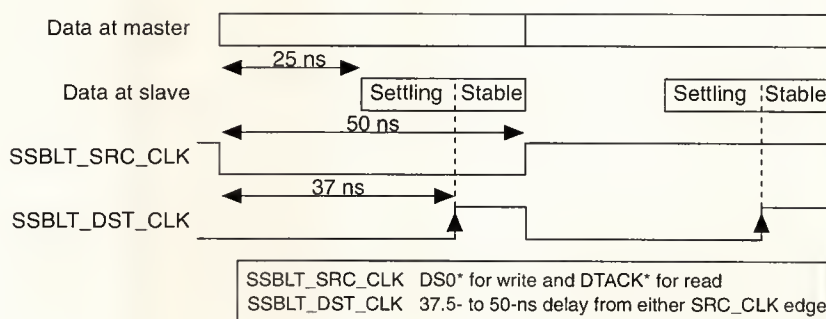 Data at master
25 ns
Data at slave
Settling Stable
Settling Stable
50 ns
SSBLT_SRC_CLK
37 ns
SSBLT_DST_CLK
SSBLT_SRC_CLK DS0* for write and DTACK* for read
SSBLT_DST_CLK 37.5- to 50-ns delay from either SRC_CLK edge